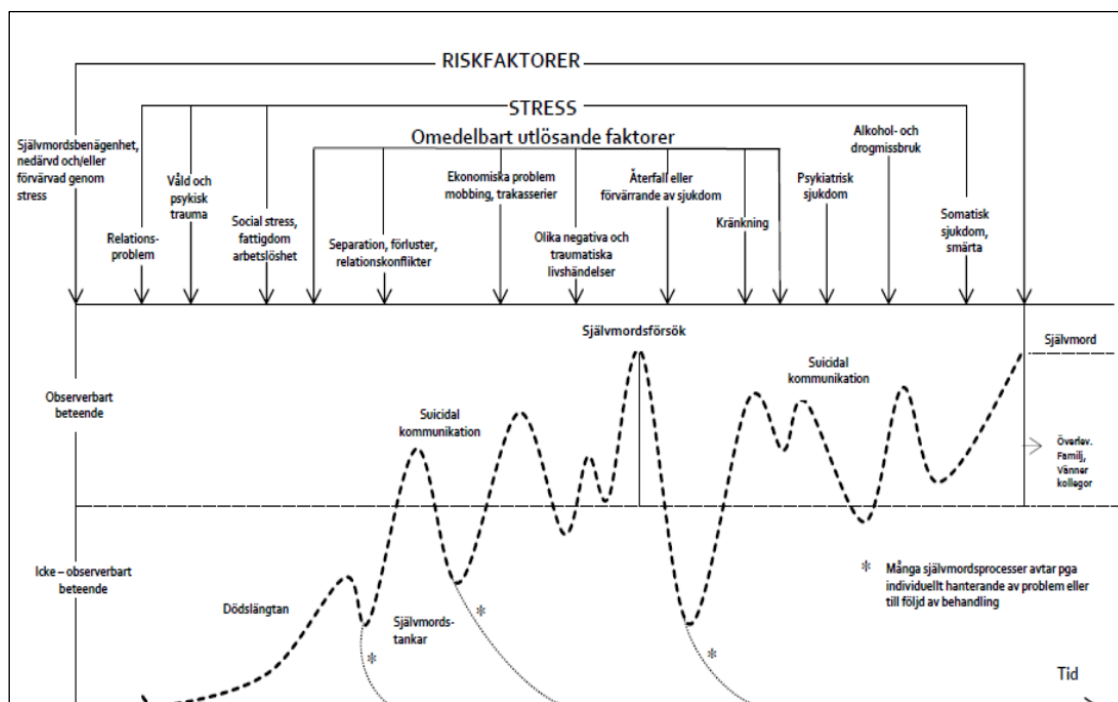 RISKFAKTORER
STRESS
Omedelbart utlösande faktorer
Självmordsbenägenhet,
nedärvd och/eller
förvärvad genom
stress
Relations-
problem
Våld och
psykisk
trauma
Social stress,
fattigdom
arbetslöshet
Separation, förluster,
relationskonflikter
Ekonomiska problem
mobbing, trakasserier
Olika negativa och
traumatiska
livshändelser
Återfall eller
förvärrande av sjukdom
Kränkning
Psykiatrisk
sjukdom
Alkohol- och
drogmissbruk
Somatisk
sjukdom,
smärta
Självmordsförsök
Självmord
Observerbart
beteende
Suicidal
kommunikation
Suicidal
kommunikation
Överlev.
Familj,
Vänner
kollegor
Icke – observerbart
beteende
Dödslängtan
Självmords-
tankar
*
*
*
* Många självmordsprocesser avtar pga
individuellt hanterande av problem eller
till följd av behandling
Tid